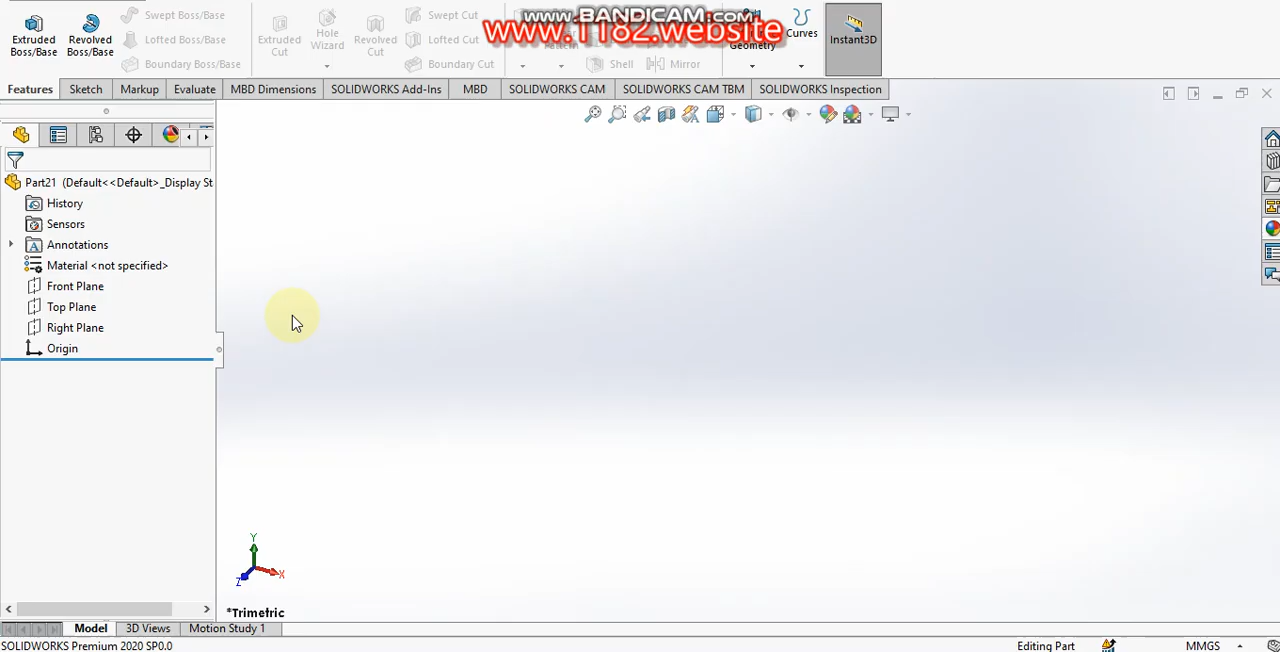 Swept Boss/Base
Swept Cut
www.BANDICAM.com
www.1182.website
Extruded Boss/Base
Revolved Boss/Base
Lofted Boss/Base
Boundary Boss/Base
Extruded Cut
Hole Wizard
Revolved Cut
Lofted Cut
Boundary Cut
Pattern
Shell
Mirror
Geometry
Curves
Instant3D
Features
Sketch
Markup
Evaluate
MBD Dimensions
SOLIDWORKS Add-Ins
MBD
SOLIDWORKS CAM
SOLIDWORKS CAM TBM
SOLIDWORKS Inspection
Part21 (Default<<Default>_Display St
History
Sensors
A
Annotations
Material <not specified>
Front Plane
Top Plane
Right Plane
Origin
Y
Z
X
*Trimetric
Model
3D Views
Motion Study 1
SOLIDWORKS Premium 2020 SP0.0
Editing Part
MMGS